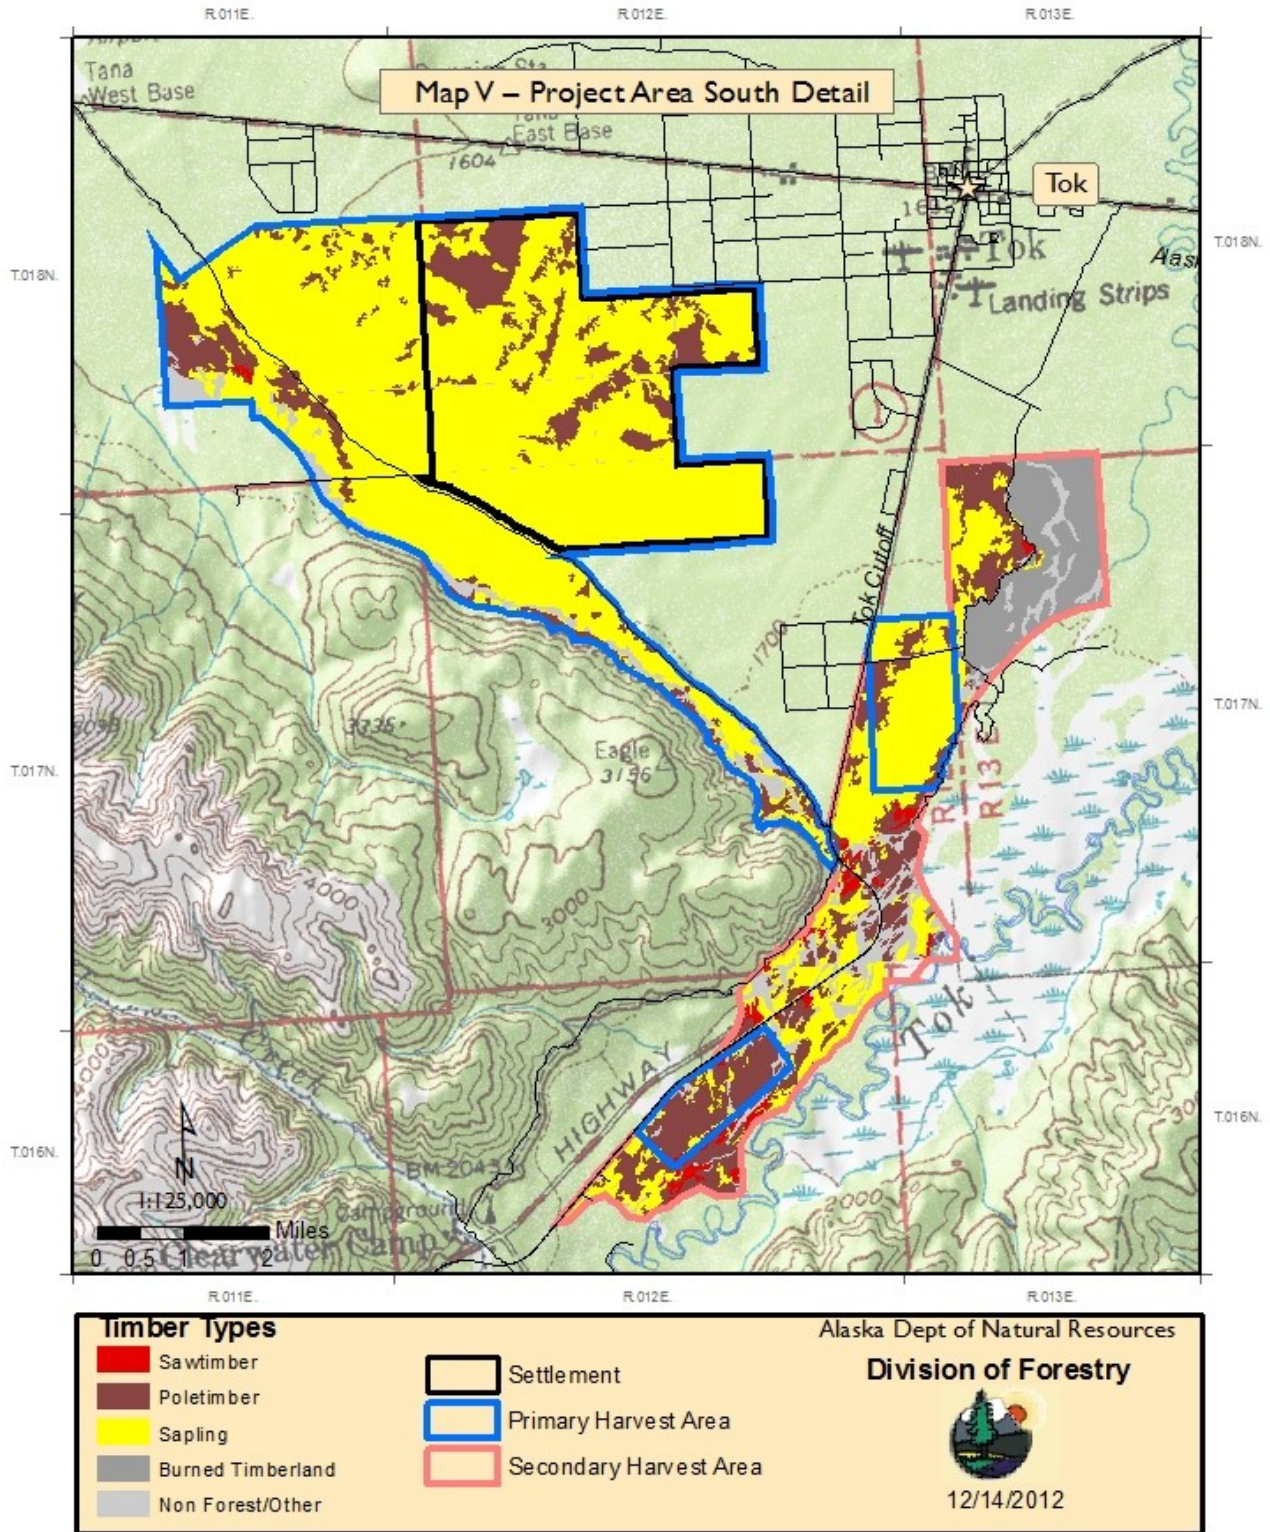 R.011E. R.012E. R.013E.
Airport
Tana
West Base
Map V – Project Area South Detail
East Base
1604
Tok
T.018N. T.018N.
Tok
Landing Strips
Tok Cutoff
1700
3336
Eagle
3156
T.017N. T.017N.
R13E
4000
3000
Tok
Creek
HIGHWAY
4000
T.016N. T.016N.
BM 2043
N
1:125,000
Campground
2000
Miles
0 0.5 1 2
Clearwater Camp
R.011E. R.012E. R.013E.
Timber Types
Sawtimber
Poletimber
Sapling
Burned Timberland
Non Forest/Other
Settlement
Primary Harvest Area
Secondary Harvest Area
Alaska Dept of Natural Resources
Division of Forestry
12/14/2012